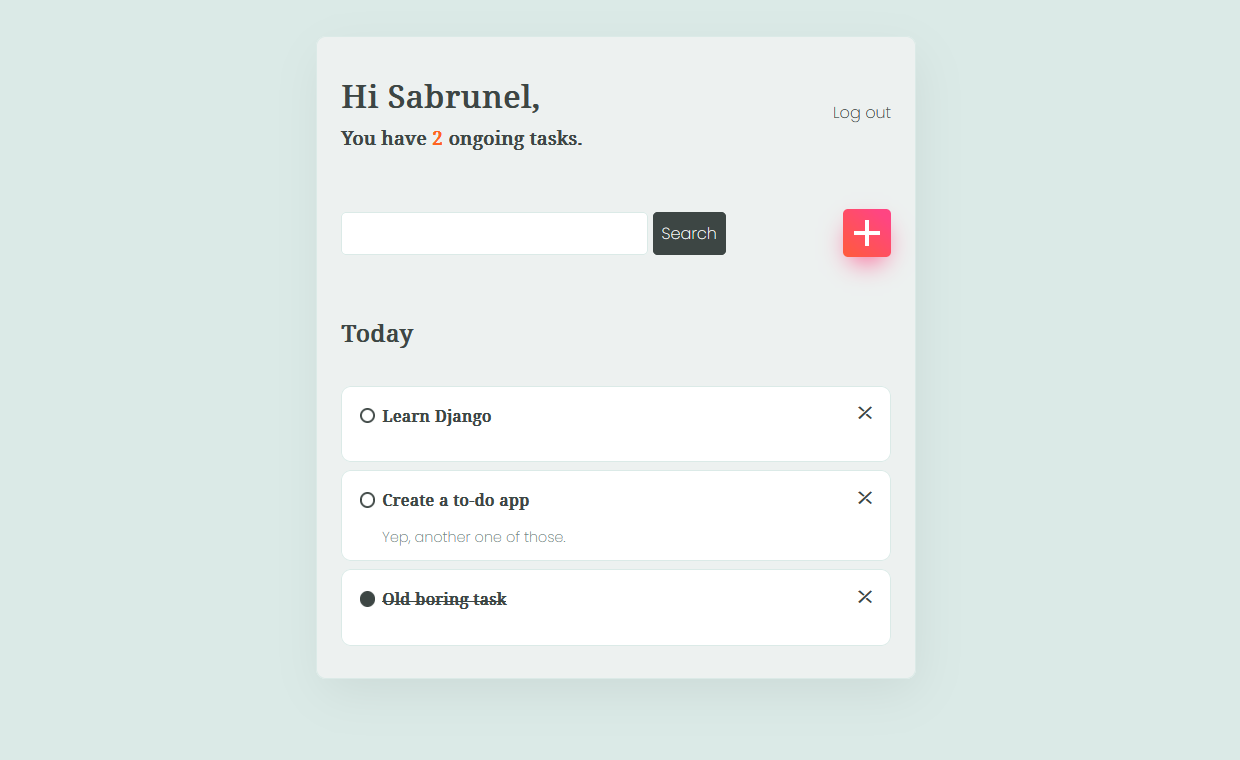 Hi Sabrunel,
Log out
You have 2 ongoing tasks.
Search
Today
Learn Django
Create a to-do app
Yep, another one of those.
Old boring task